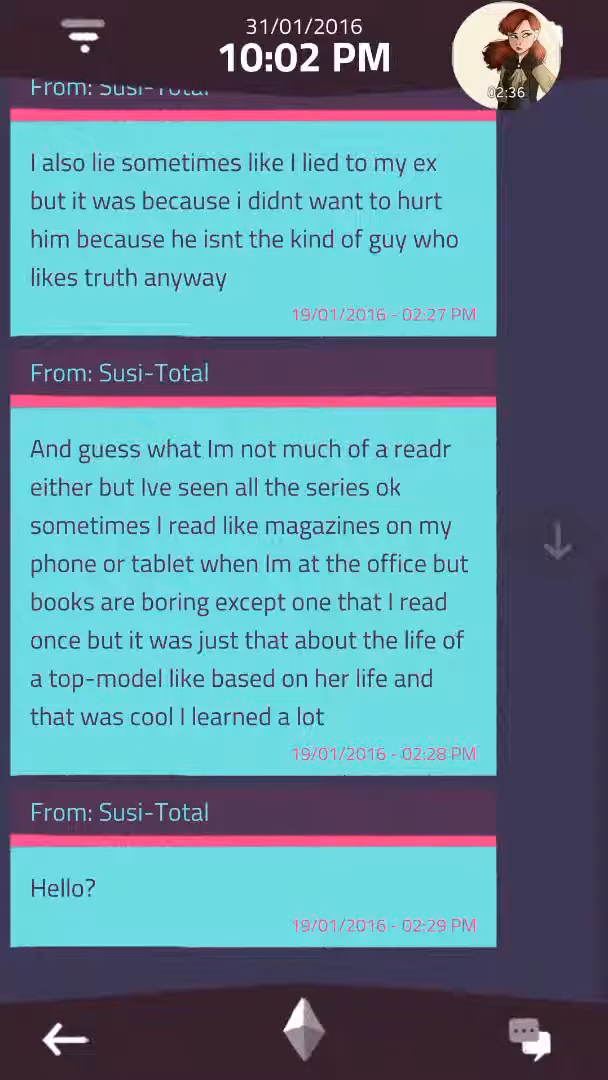 31/01/2016
10:02 PM
02:36
From: Susi-Total
I also lie sometimes like I lied to my ex
but it was because i didnt want to hurt
him because he isnt the kind of guy who
likes truth anyway
19/01/2016 - 02:27 PM
From: Susi-Total
And guess what Im not much of a readr
either but Ive seen all the series ok
sometimes I read like magazines on my
phone or tablet when Im at the office but
books are boring except one that I read
once but it was just that about the life of
a top-model like based on her life and
that was cool I learned a lot
19/01/2016 - 02:28 PM
From: Susi-Total
Hello?
19/01/2016 - 02:29 PM